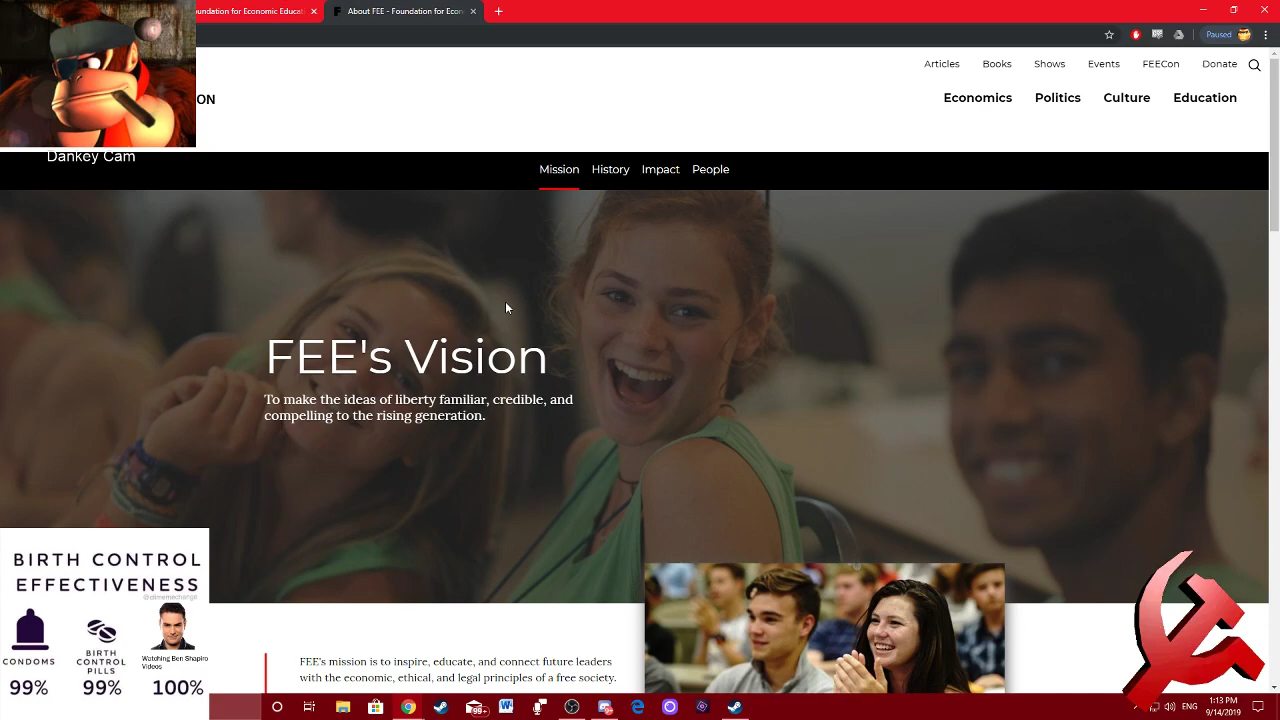 oundation for Economic Educati
About FEE - Foundation for Econ
Paused
Articles Books Shows Events FEECon Donate
ON
Economics Politics Culture Education
Dankey Cam
Mission History Impact People
FEE's Vision
To make the ideas of liberty familiar, credible, and
compelling to the rising generation.
BIRTH CONTROL
EFFECTIVENESS
CONDOMS
99%
BIRTH
CONTROL
PILLS
99%
Watching Ben Shapiro
Videos
100%
FEE's mission is to inspire, educate, and connect future leaders
with the economic, ethical, and legal principles of a free society.
99+
1:13 PM
9/14/2019